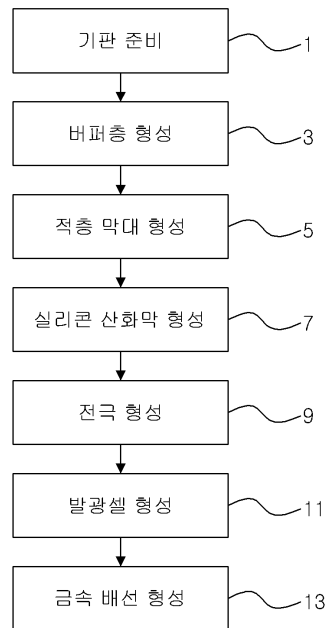 기판 준비
1
버퍼층 형성
3
적층 막대 형성
5
실리콘 산화막 형성
7
전극 형성
9
발광셀 형성
11
금속 배선 형성
13